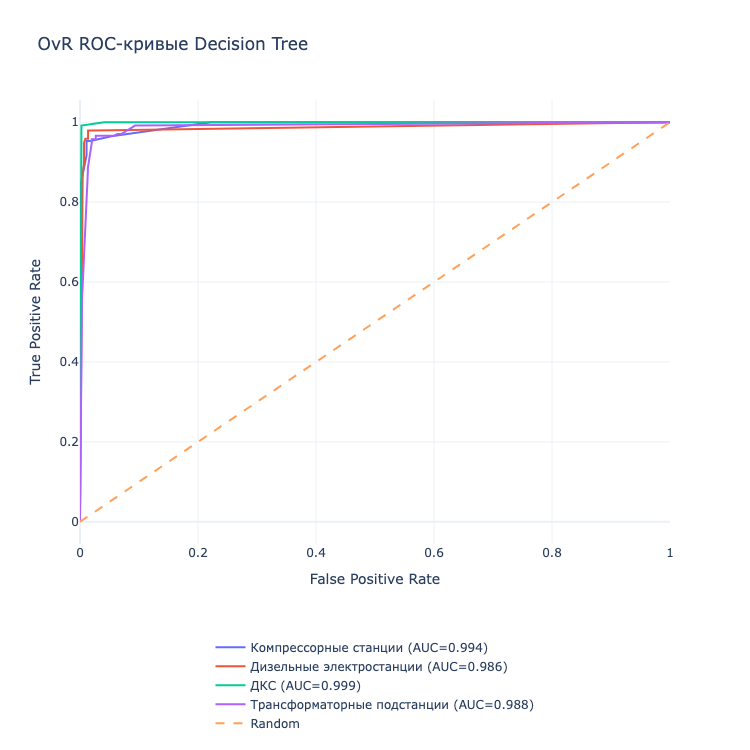 OvR ROC-кривые Decision Tree
True Positive Rate
1
0.8
0.6
0.4
0.2
0
0 0.2 0.4 0.6 0.8 1
False Positive Rate
Компрессорные станции (AUC=0.994)
Дизельные электростанции (AUC=0.986)
ДКС (AUC=0.999)
Трансформаторные подстанции (AUC=0.988)
Random